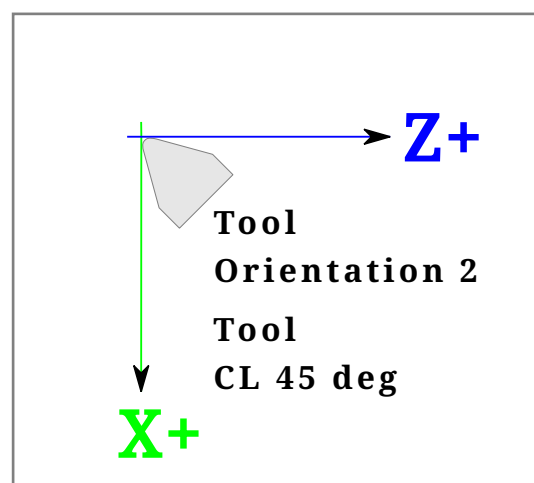 Z+
Tool
Orientation 2
Tool
CL 45 deg
X+